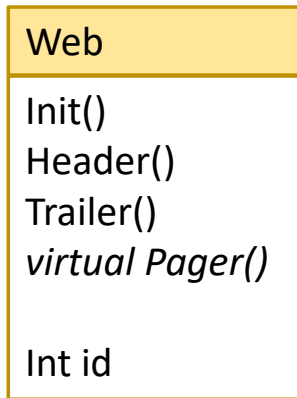 Web
Init()
Header()
Trailer()
virtual Pager()
Int id